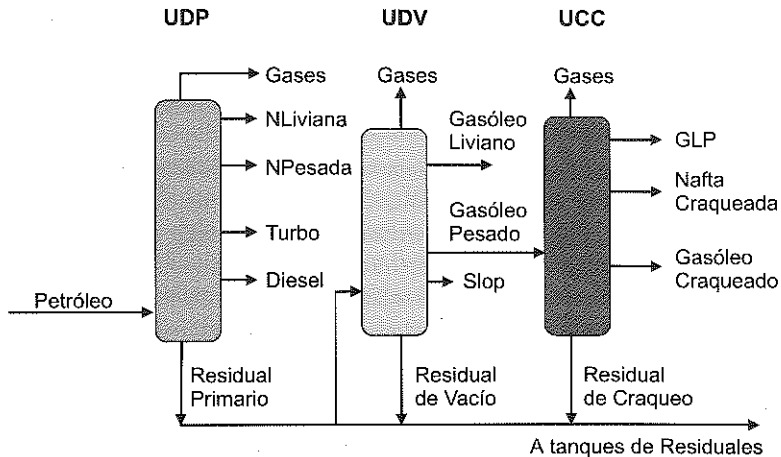 UDP
UDV
UCC
Gases
NLiviana
NPesada
Turbo
Diesel
Petróleo
Residual
Primario
Gases
Gasóleo
Liviano
Gasóleo
Pesado
Slop
Residual
de Vacío
Gases
GLP
Nafta
Craqueada
Gasóleo
Craqueado
Residual
de Craqueo
A tanques de Residuales